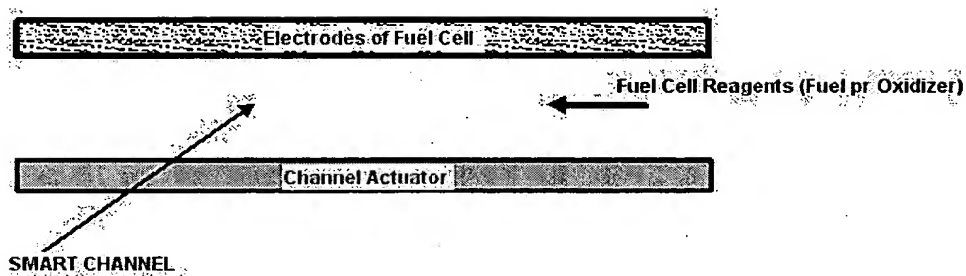 Electrodes of Fuel Cell
Fuel Cell Reagents (Fuel pr Oxidizer)
Channel Actuator
SMART CHANNEL